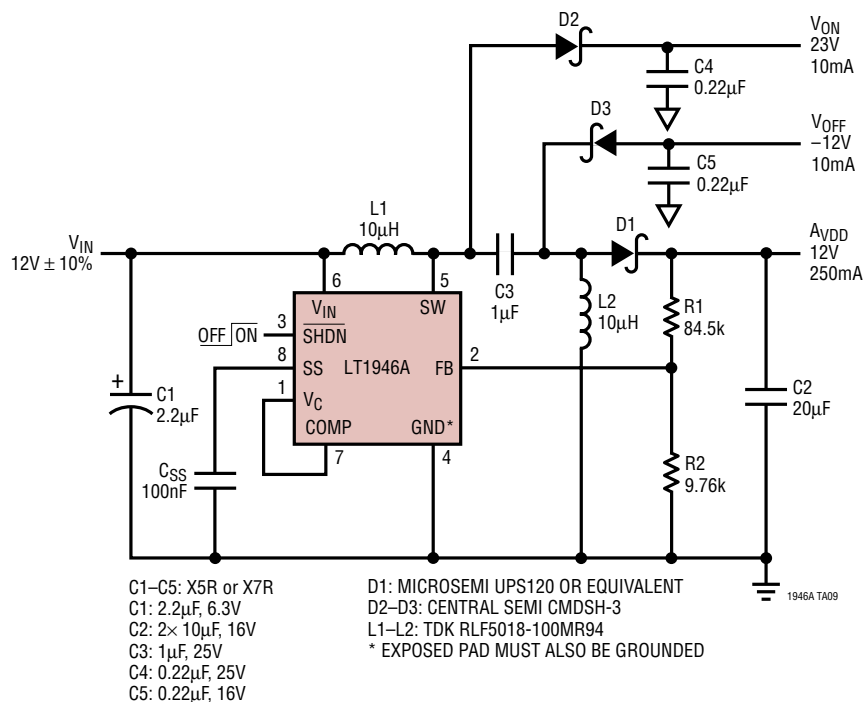 D2
VON
23V
10mA
C4
0.22µF
D3
VOFF
–12V
10mA
C5
0.22µF
L1
10µH
D1
AVDD
12V
250mA
VIN
12V ± 10%
6
5
C3
1µF
L2
10µH
R1
84.5k
VIN
SW
3
SHDN
OFF ON
8
SS
LT1946A
FB
2
1
VC
COMP
GND*
7
4
+
C1
2.2µF
CSS
100nF
C2
20µF
R2
9.76k
C1–C5: X5R or X7R
C1: 2.2µF, 6.3V
C2: 2× 10µF, 16V
C3: 1µF, 25V
C4: 0.22µF, 25V
C5: 0.22µF, 16V
D1: MICROSEMI UPS120 OR EQUIVALENT
D2–D3: CENTRAL SEMI CMDSH-3
L1–L2: TDK RLF5018-100MR94
* EXPOSED PAD MUST ALSO BE GROUNDED
1946A TA09